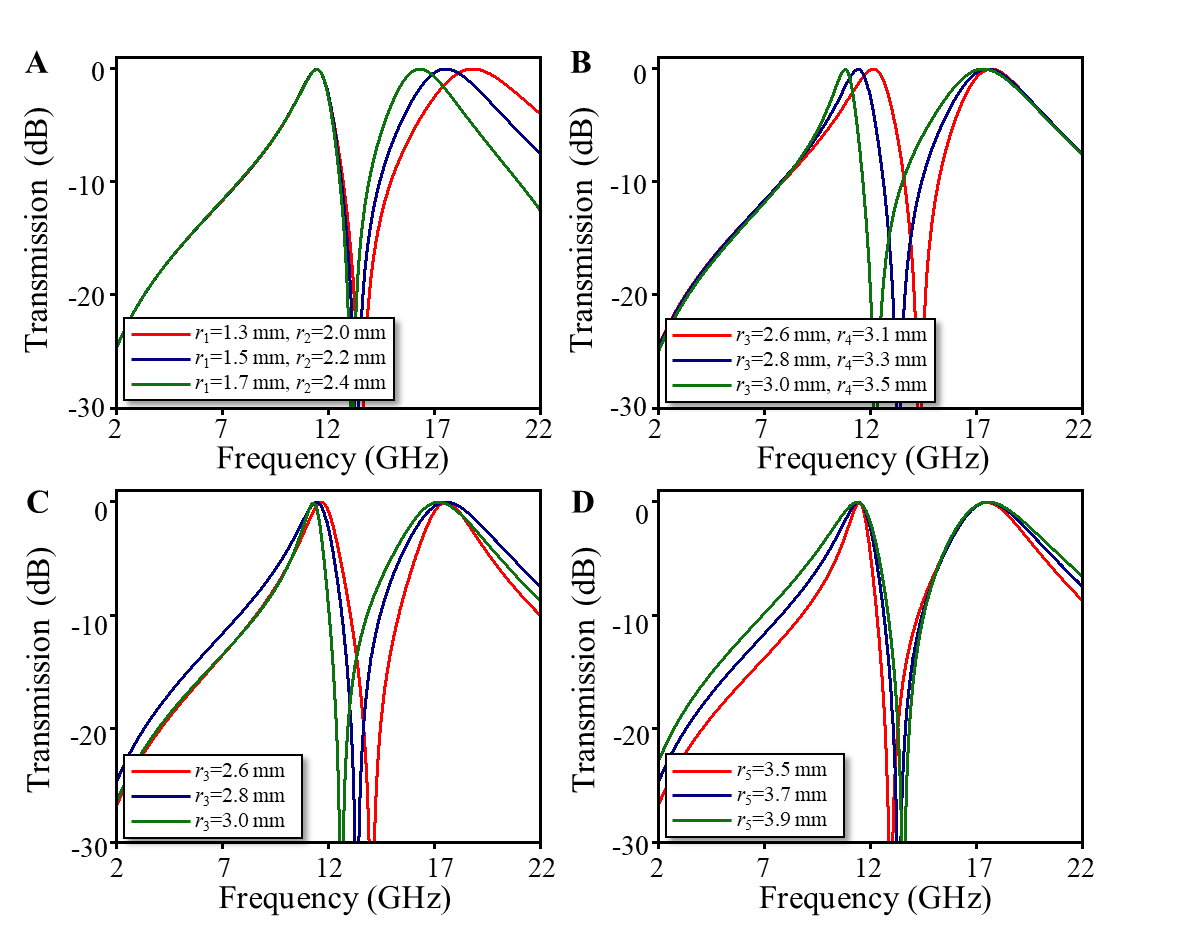 A
Transmission (dB)
0
-10
-20
-30
r1=1.3 mm, r2=2.0 mm
r1=1.5 mm, r2=2.2 mm
r1=1.7 mm, r2=2.4 mm
2 7 12 17 22
Frequency (GHz)
B
Transmission (dB)
0
-10
-20
-30
r3=2.6 mm, r4=3.1 mm
r3=2.8 mm, r4=3.3 mm
r3=3.0 mm, r4=3.5 mm
2 7 12 17 22
Frequency (GHz)
C
Transmission (dB)
0
-10
-20
-30
r3=2.6 mm
r3=2.8 mm
r3=3.0 mm
2 7 12 17 22
Frequency (GHz)
D
Transmission (dB)
0
-10
-20
-30
r5=3.5 mm
r5=3.7 mm
r5=3.9 mm
2 7 12 17 22
Frequency (GHz)